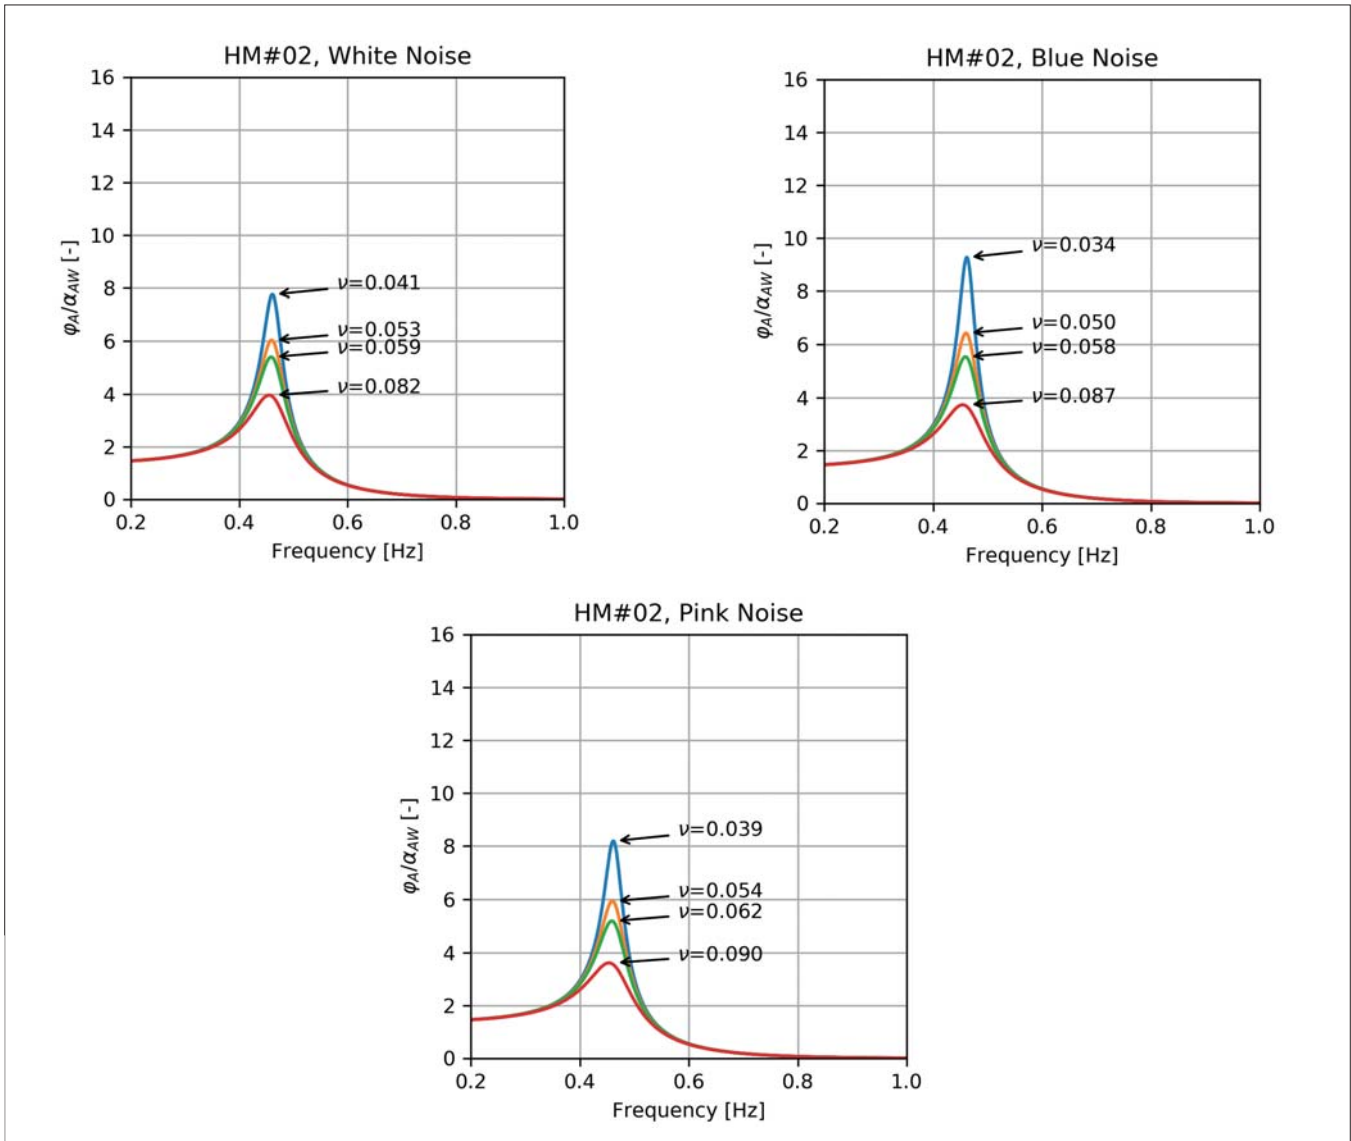 HM#02, White Noise
16
14
12
10
8
6
4
2
0
φA/αAW [-]
ν=0.041
ν=0.053
ν=0.059
ν=0.082
0.2 0.4 0.6 0.8 1.0
Frequency [Hz]
HM#02, Blue Noise
16
14
12
10
8
6
4
2
0
φA/αAW [-]
ν=0.034
ν=0.050
ν=0.058
ν=0.087
0.2 0.4 0.6 0.8 1.0
Frequency [Hz]
HM#02, Pink Noise
16
14
12
10
8
6
4
2
0
φA/αAW [-]
ν=0.039
ν=0.054
ν=0.062
ν=0.090
0.2 0.4 0.6 0.8 1.0
Frequency [Hz]